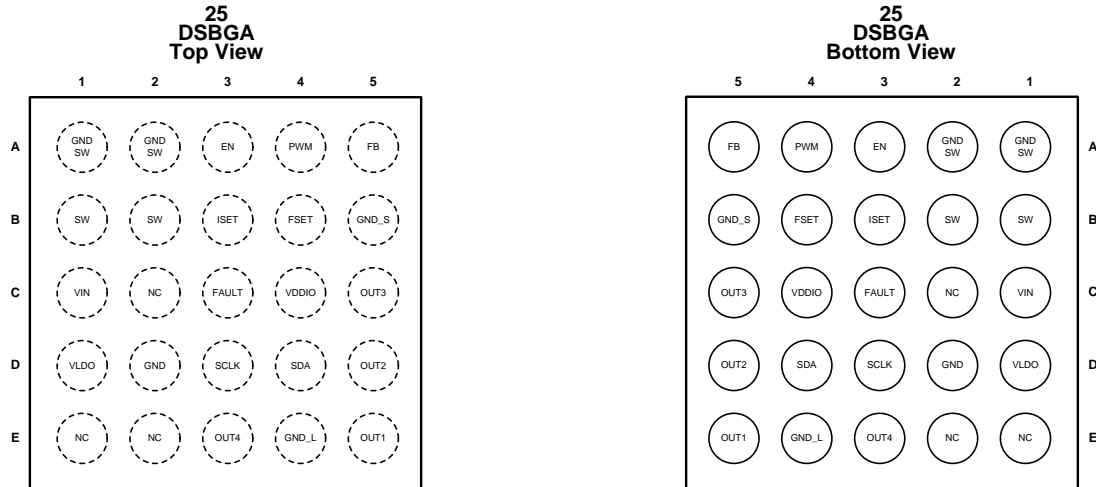 25
DSBGA
Top View
1 2 3 4 5
A GND SW GND SW EN PWM FB
B SW SW ISET FSET GND_S
C VIN NC FAULT VDDIO OUT3
D VLDO GND SCLK SDA OUT2
E NC NC OUT4 GND_L OUT1
25
DSBGA
Bottom View
5 4 3 2 1
FB PWM EN GND SW GND SW A
GND_S FSET ISET SW SW B
OUT3 VDDIO FAULT NC VIN C
OUT2 SDA SCLK GND VLDO D
OUT1 GND_L OUT4 NC NC E